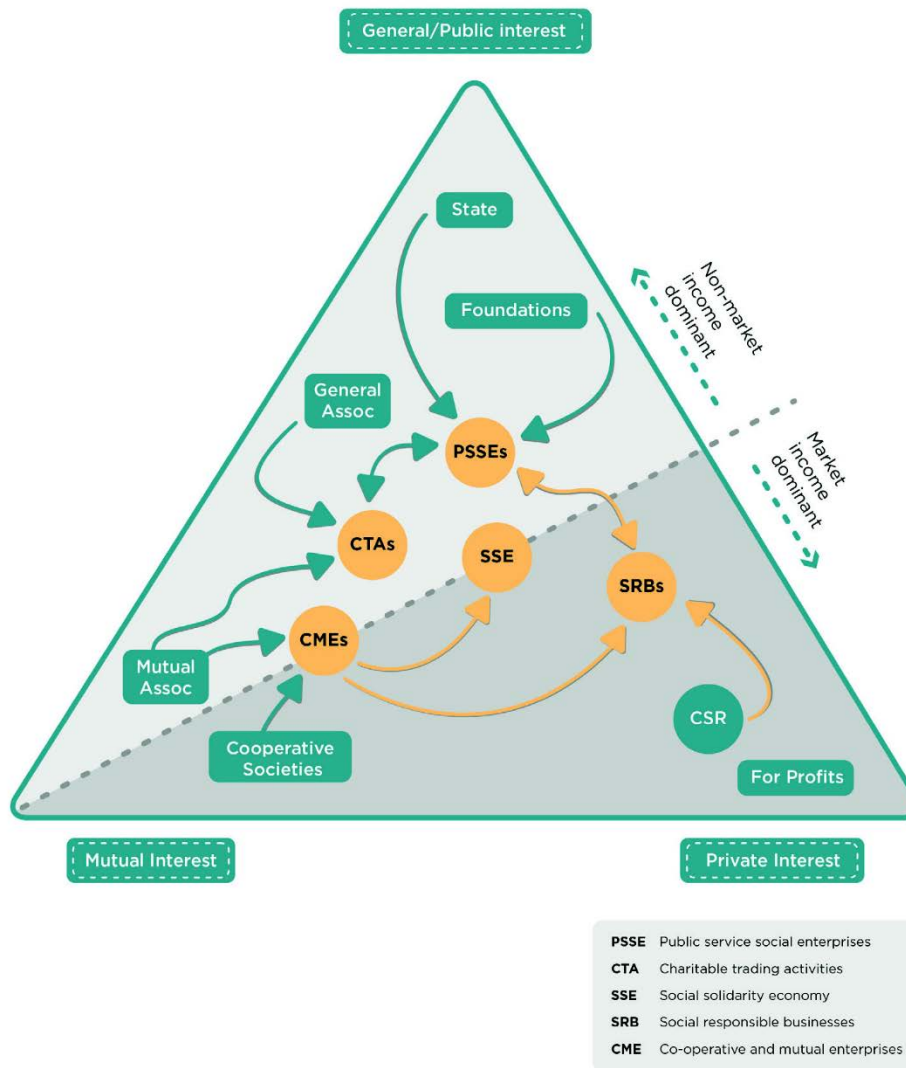 General/Public interest
State
Foundations
General
Assoc
Non-market
income
dominant
Market
income
dominant
PSSEs
CTAs
SSE
SRBs
CMEs
Mutual
Assoc
Cooperative
Societies
CSR
For Profits
Mutual Interest
Private Interest
PSSE Public service social enterprises
CTA Charitable trading activities
SSE Social solidarity economy
SRB Social responsible businesses
CME Co-operative and mutual enterprises